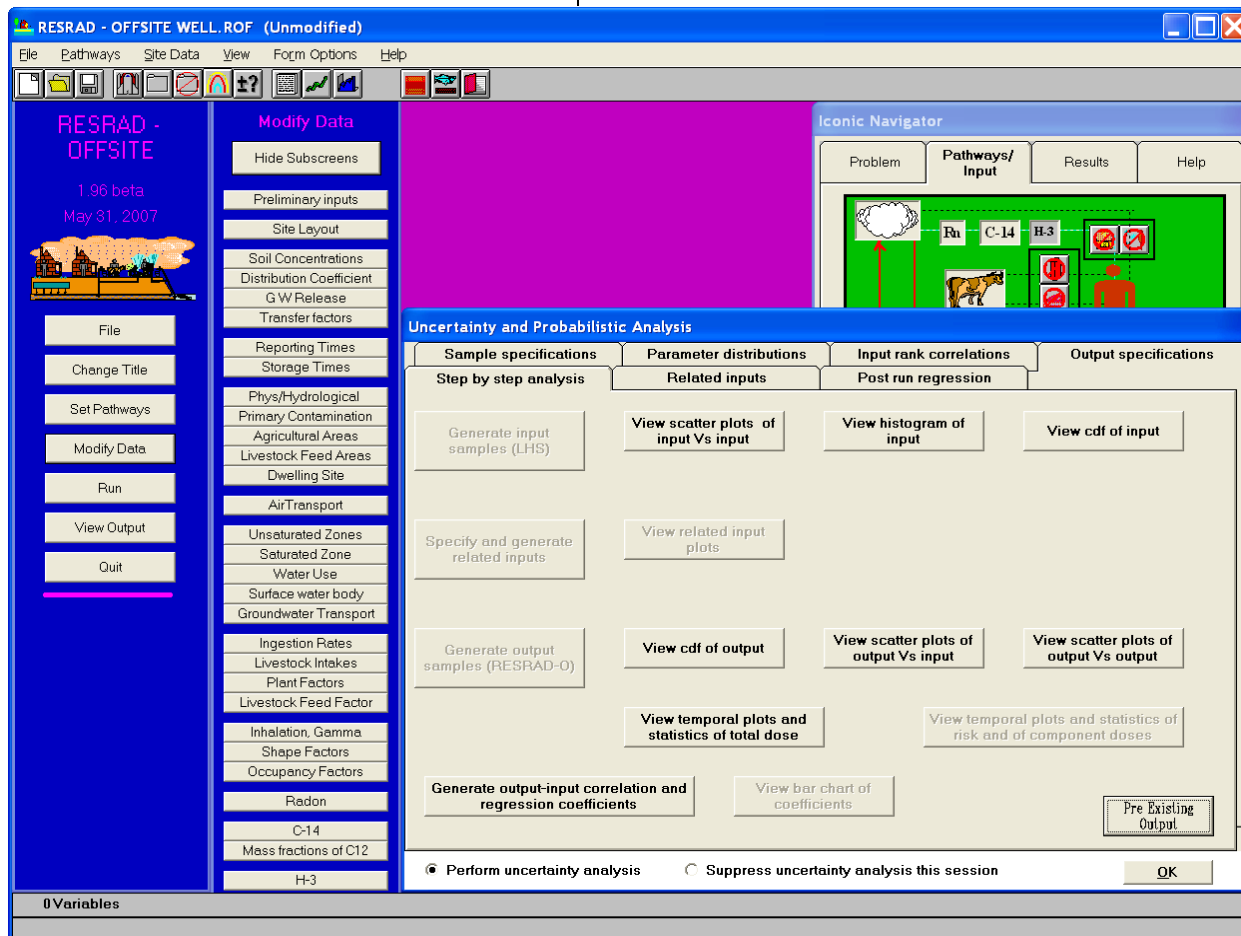 RESRAD - OFFSITE WELL.ROF (Unmodified)
File Pathways Site Data View Form Options Help
±?
RESRAD -
OFFSITE
1.96 beta
May 31, 2007
File
Change Title
Set Pathways
Modify Data
Run
View Output
Quit
Modify Data
Hide Subscreens
Preliminary inputs
Site Layout
Soil Concentrations
Distribution Coefficient
G W Release
Transfer factors
Reporting Times
Storage Times
Phys/Hydrological
Primary Contamination
Agricultural Areas
Livestock Feed Areas
Dwelling Site
AirTransport
Unsaturated Zones
Saturated Zone
Water Use
Surface water body
Groundwater Transport
Ingestion Rates
Livestock Intakes
Plant Factors
Livestock Feed Factor
Inhalation, Gamma
Shape Factors
Occupancy Factors
Radon
C-14
Mass fractions of C12
H-3
Iconic Navigator
Problem Pathways/ Results Help
Input
Rn C-14 H-3
Uncertainty and Probabilistic Analysis
Sample specifications Parameter distributions Input rank correlations Output specifications
Step by step analysis Related inputs Post run regression
Generate input
samples (LHS)
View scatter plots of
input Vs input
View histogram of
input
View cdf of input
Specify and generate
related inputs
View related input
plots
Generate output
samples (RESRAD-O)
View cdf of output
View scatter plots of
output Vs input
View scatter plots of
output Vs output
View temporal plots and
statistics of total dose
View temporal plots and statistics of
risk and of component doses
Generate output-input correlation and
regression coefficients
View bar chart of
coefficients
Pre Existing
Output
Perform uncertainty analysis Suppress uncertainty analysis this session OK
0 Variables